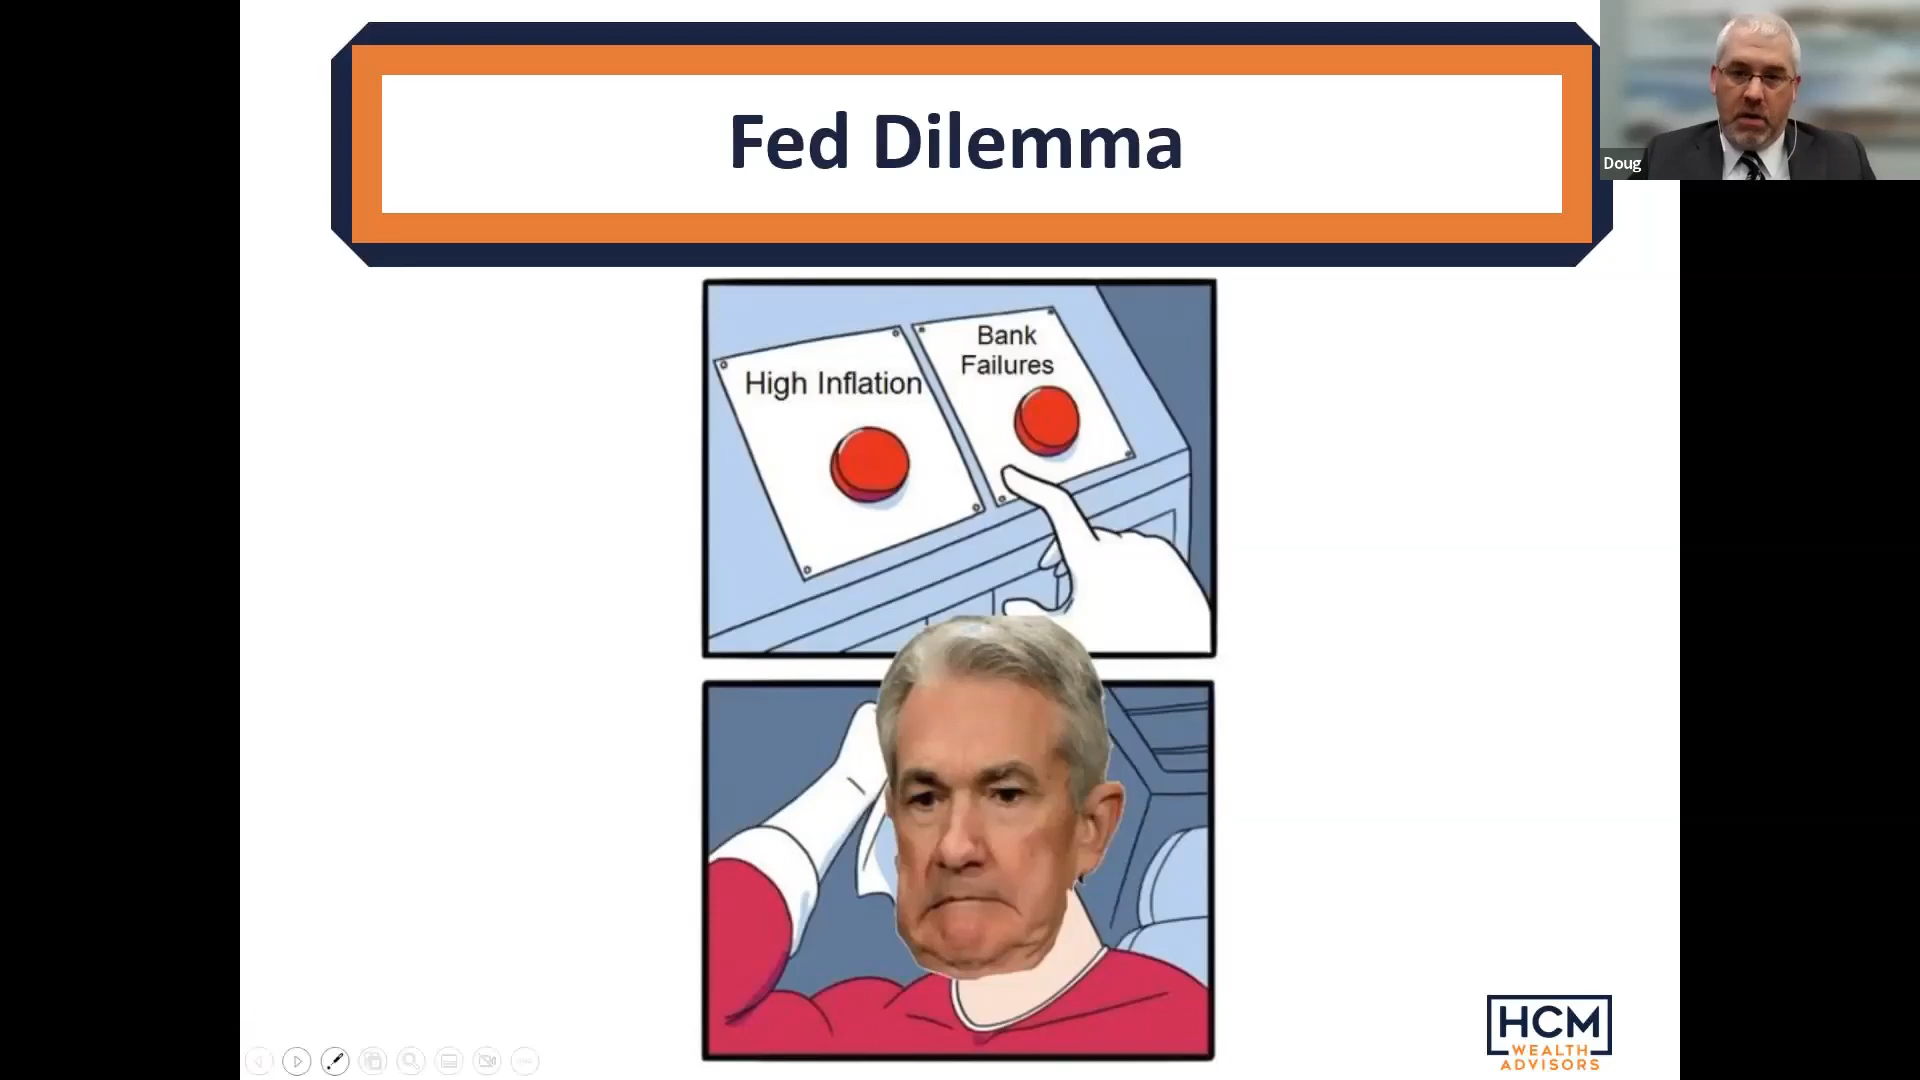 Fed Dilemma
Doug
High Inflation
Bank
Failures
HCM
WEALTH
ADVISORS